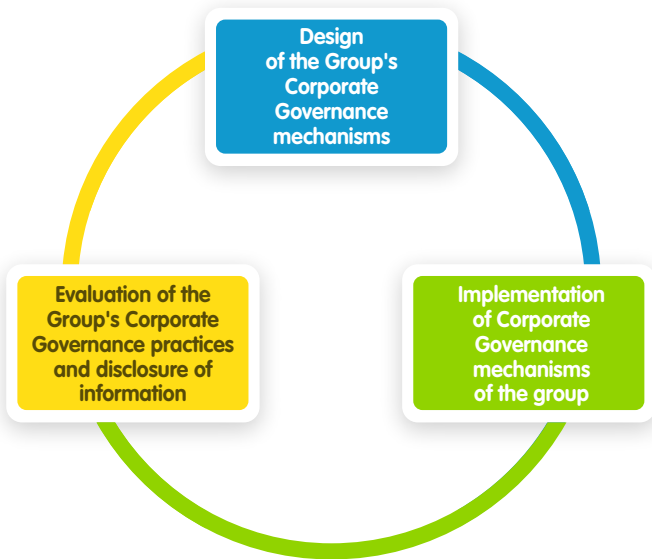 Design
of the Group's
Corporate
Governance
mechanisms
Evaluation of the
Group's Corporate
Governance practices
and disclosure of
information
Implementation
of Corporate
Governance
mechanisms
of the group